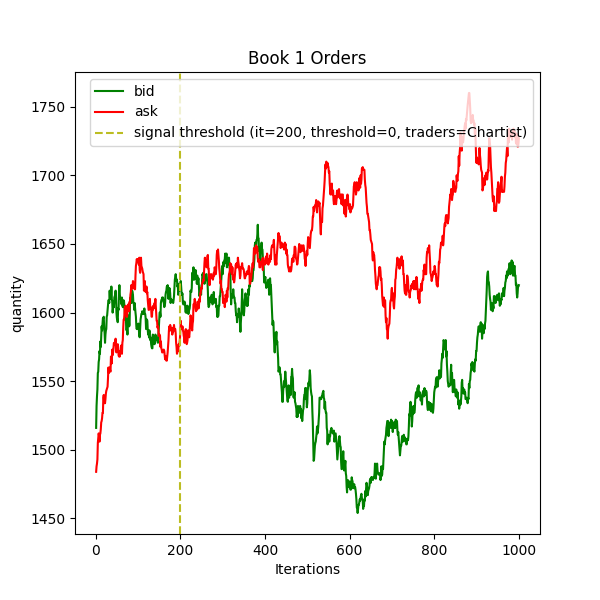 Book 1 Orders
bid
ask
signal threshold (it=200, threshold=0, traders=Chartist)
1750
1700
1650
1600
1550
1500
1450
quantity
0 200 400 600 800 1000
Iterations